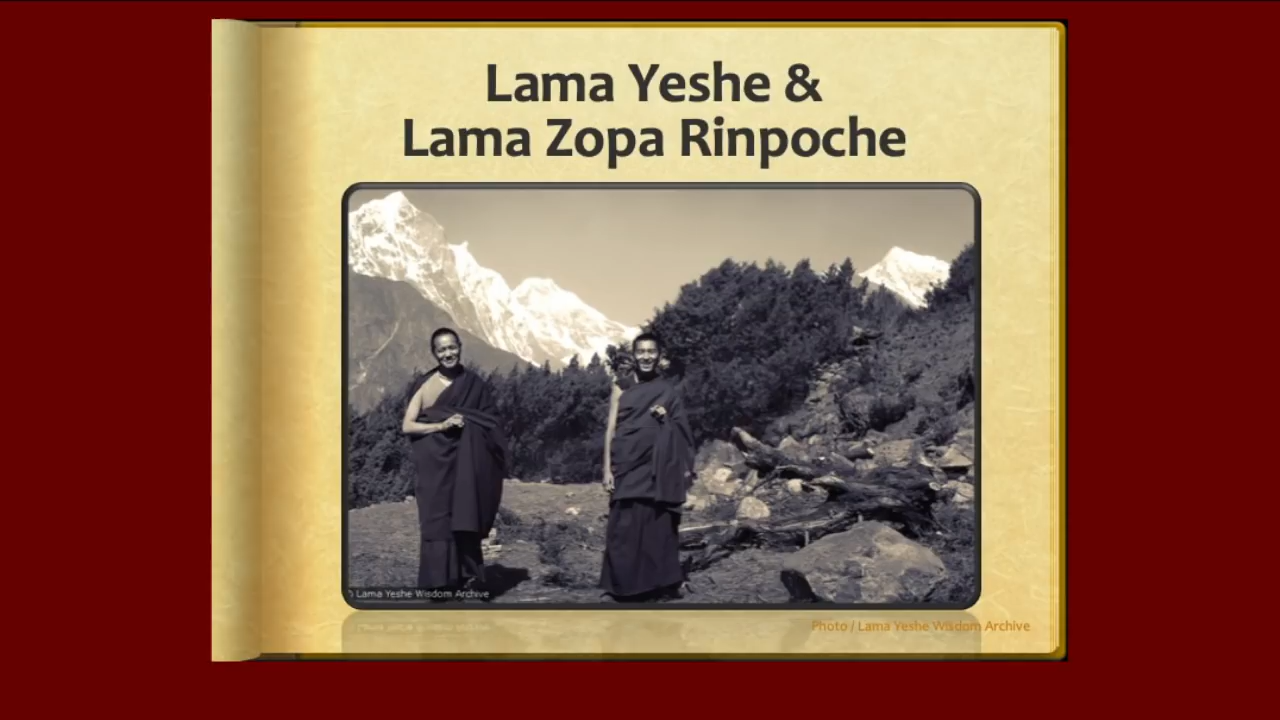 Lama Yeshe &
Lama Zopa Rinpoche
Lama Yeshe Wisdom Archive
Photo / Lama Yeshe Wisdom Archive